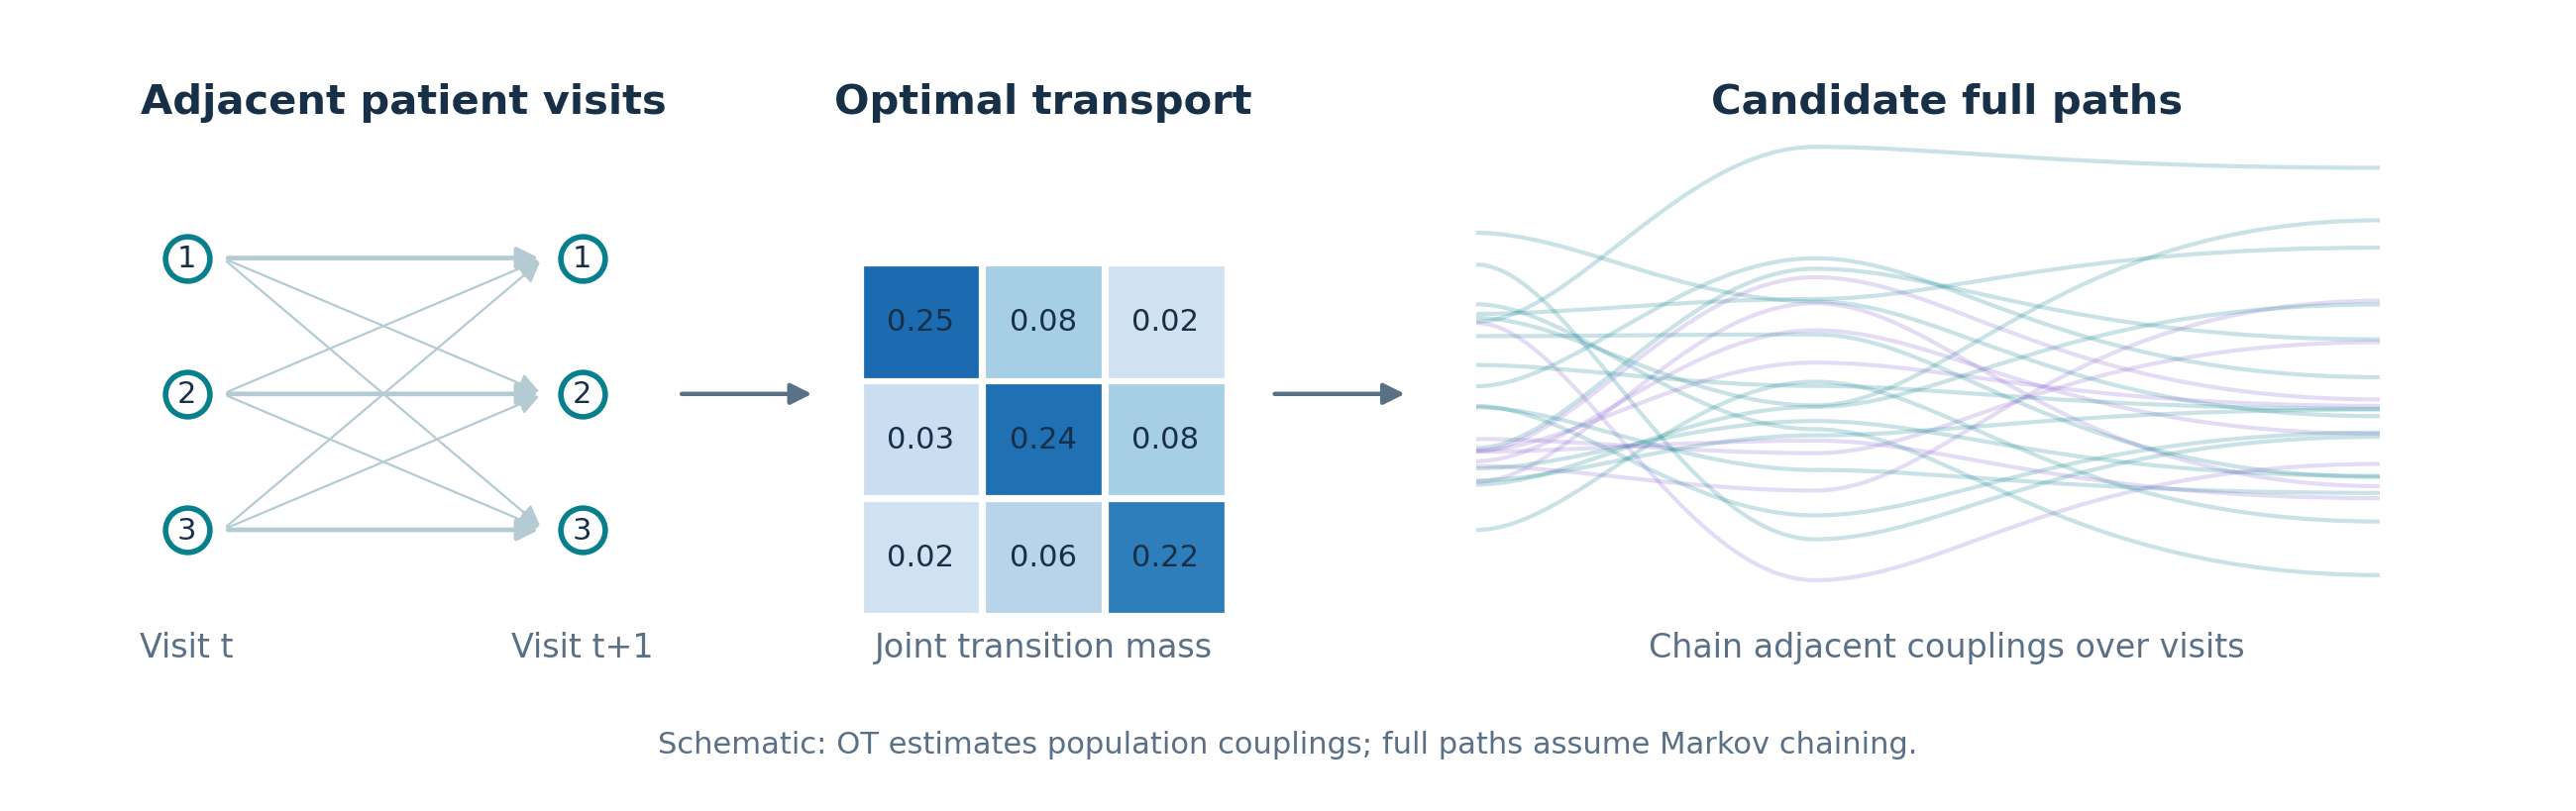 Adjacent patient visits
Optimal transport
Candidate full paths
1 1
2 2
3 3
0.25 0.08 0.02
0.03 0.24 0.08
0.02 0.06 0.22
Visit t
Visit t+1
Joint transition mass
Chain adjacent couplings over visits
Schematic: OT estimates population couplings; full paths assume Markov chaining.